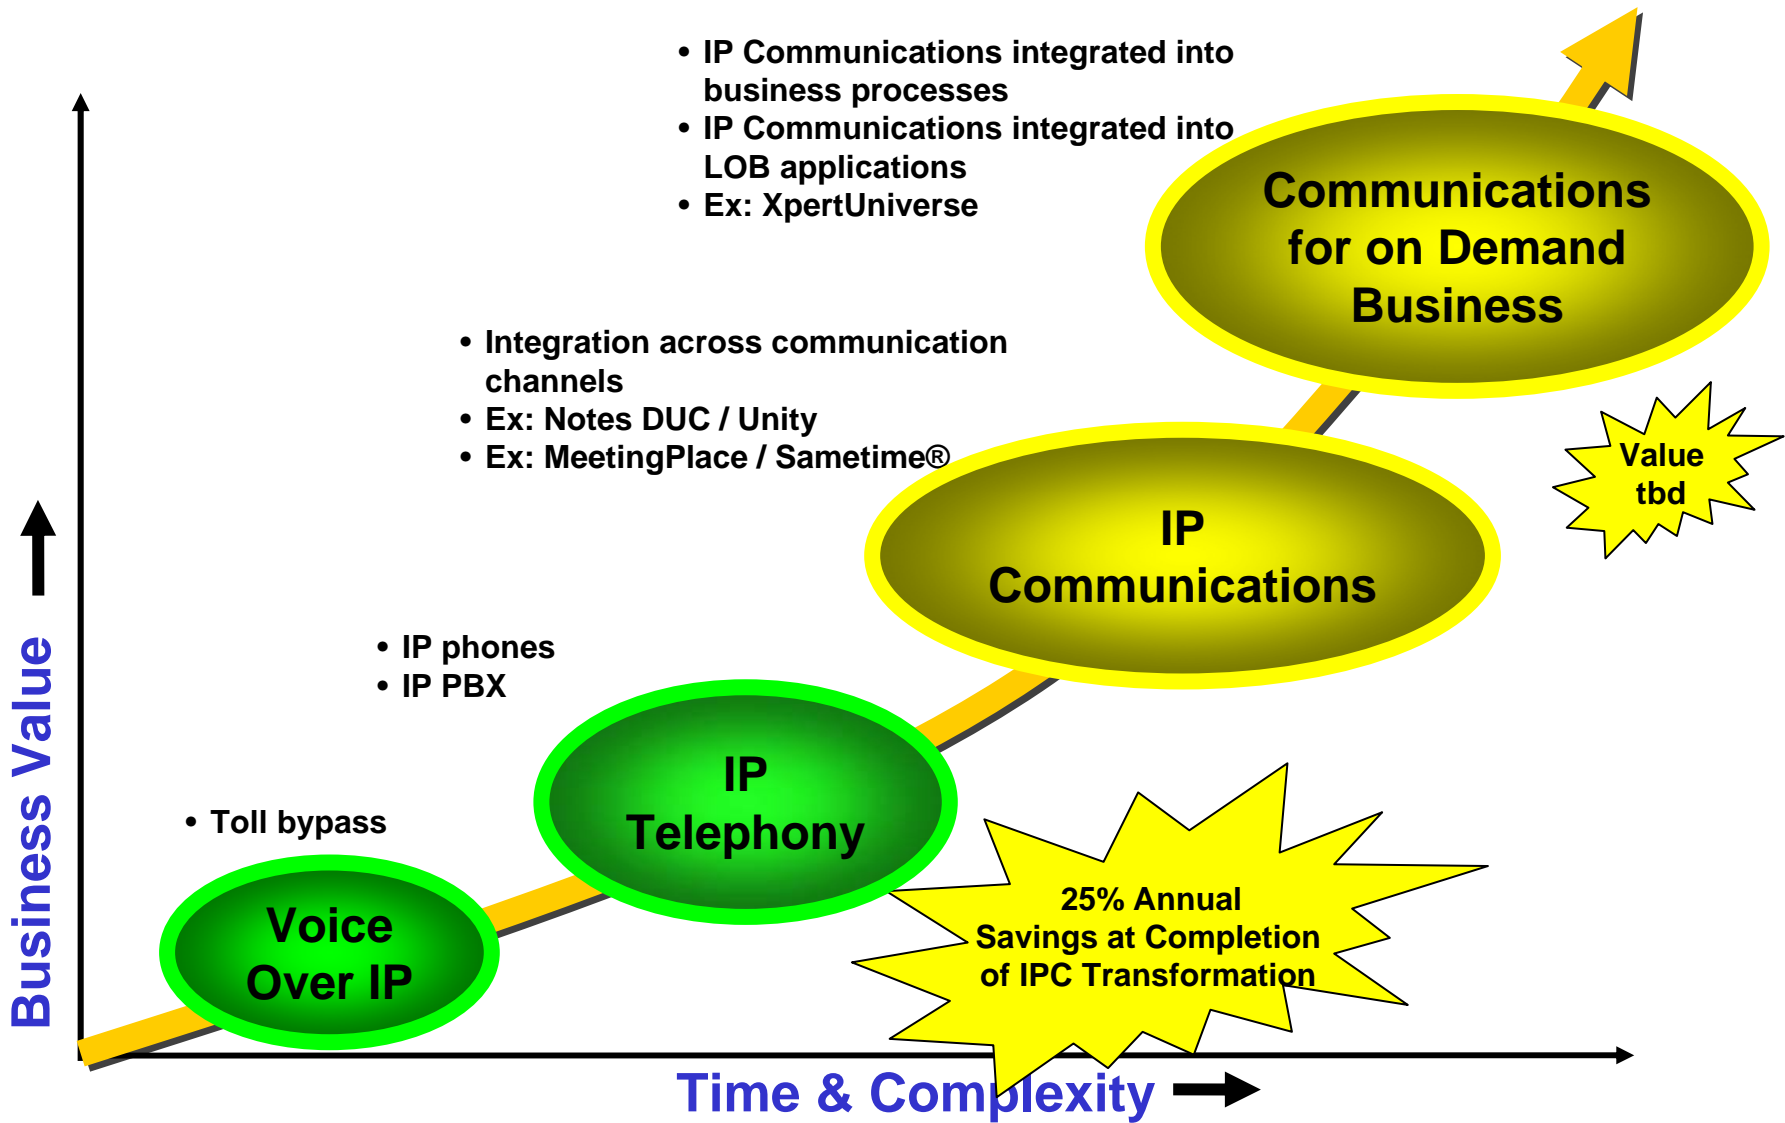 • IP Communications integrated into
business processes
• IP Communications integrated into
LOB applications
• Ex: XpertUniverse
Communications
for on Demand
Business
• Integration across communication
channels
• Ex: Notes DUC / Unity
• Ex: MeetingPlace / Sametime®
Value
tbd
IP
Communications
• IP phones
• IP PBX
IP
Telephony
• Toll bypass
Voice
Over IP
25% Annual
Savings at Completion
of IPC Transformation
Business Value
Time & Complexity